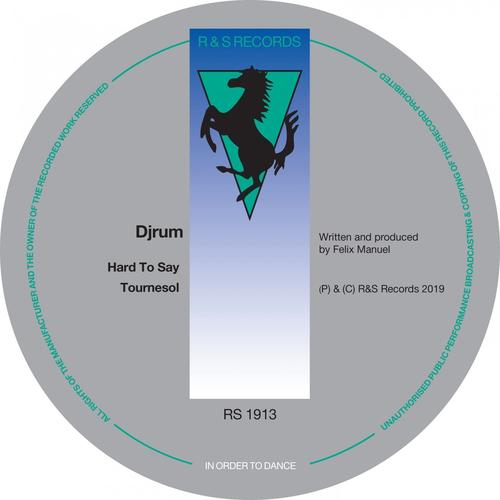 R & S RECORDS
Djrum
Hard To Say
Tournesol
Written and produced
by Felix Manuel
(P) & (C) R&S Records 2019
RS 1913
IN ORDER TO DANCE
ALL RIGHTS OF THE MANUFACTURER AND THE OWNER OF THE RECORDED WORK RESERVED
UNAUTHORISED PUBLIC PERFORMANCE BROADCASTING & COPYING OF THIS RECORD PROHIBITED